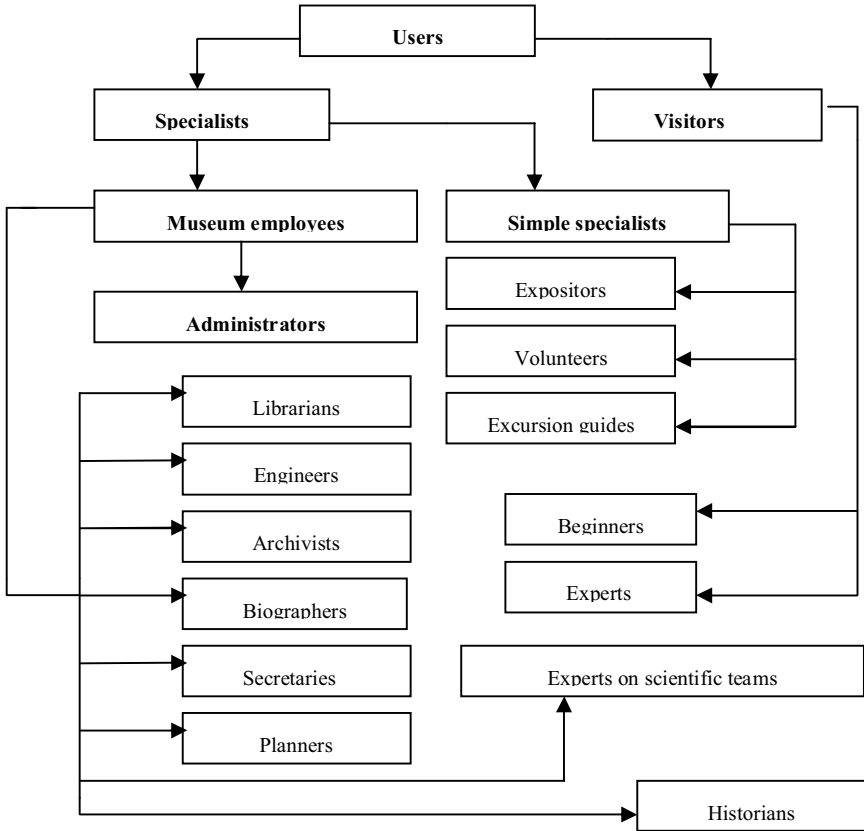 Users
Specialists
Visitors
Museum employees
Simple specialists
Expositors
Administrators
Volunteers
Librarians
Excursion guides
Engineers
Beginners
Archivists
Experts
Biographers
Secretaries
Experts on scientific teams
Planners
Historians